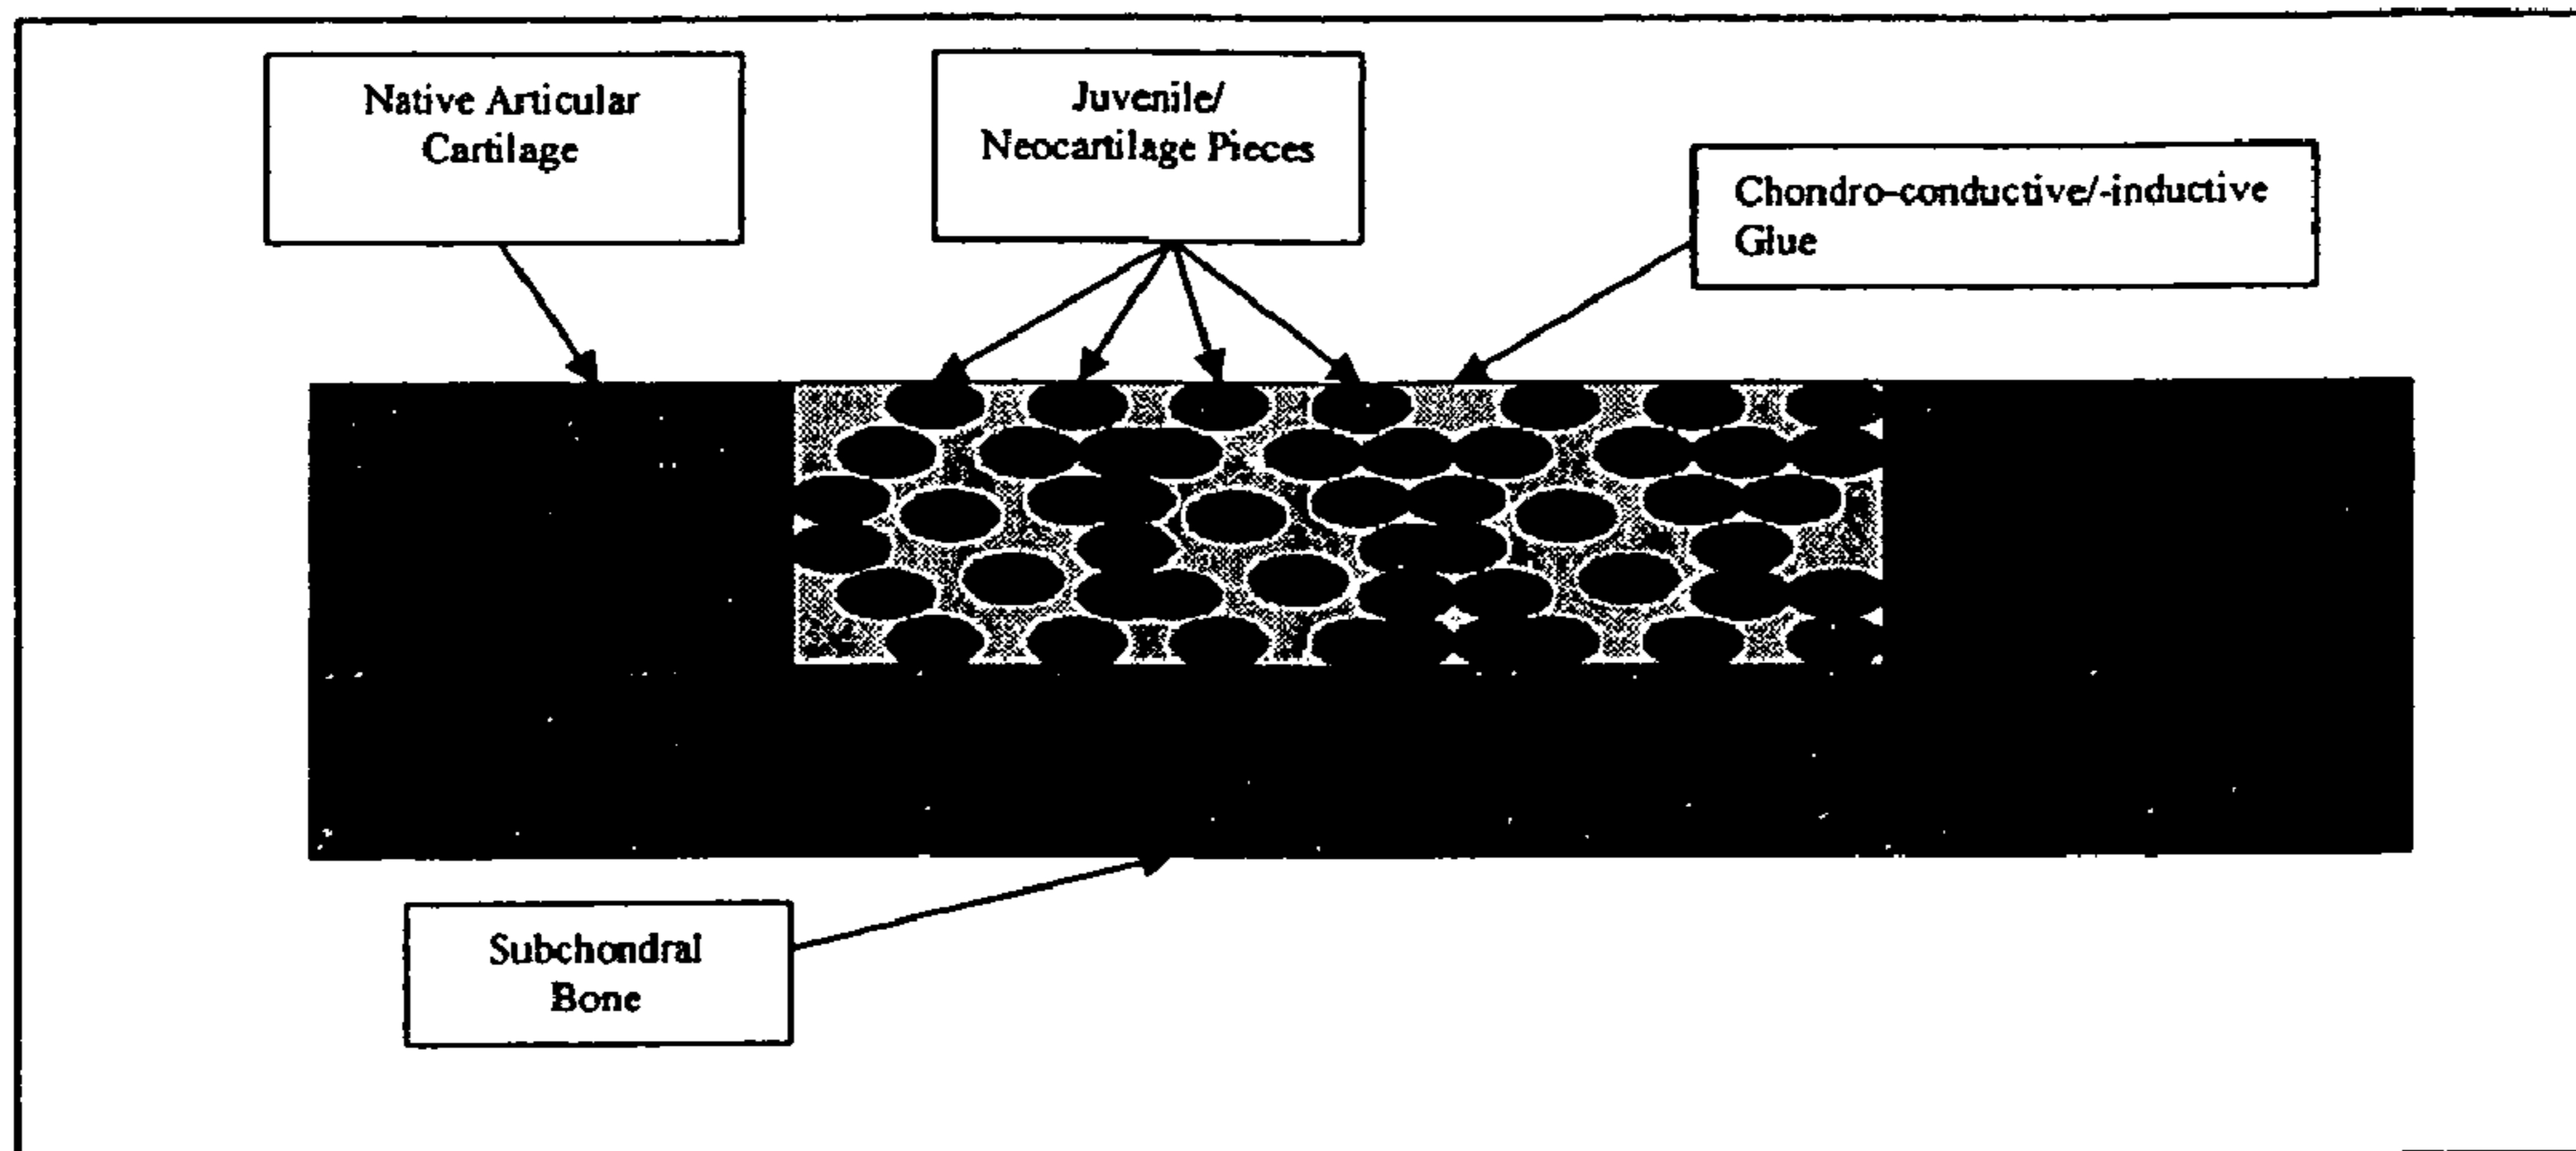 Native Articular
Cartilage
Juvenile/
Neocartilage Pieces
Chondro-conductive/-inductive
Glue
Subchondral
Bone